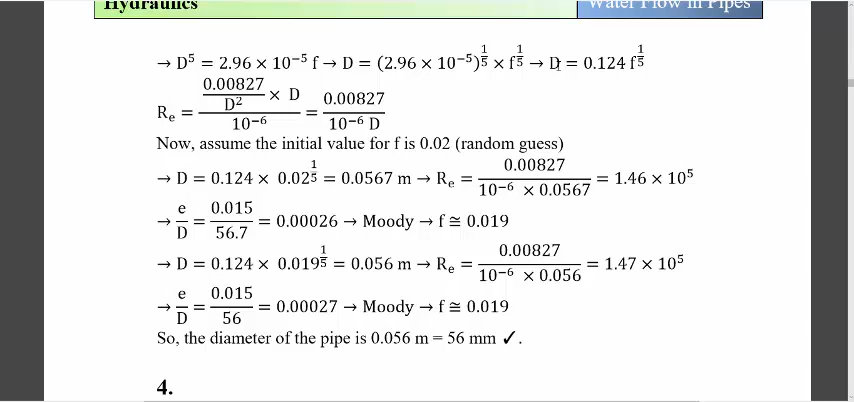 Hydraulics
Water Flow in Pipes
→ D⁵ = 2.96 × 10⁻⁵ f → D = (2.96 × 10⁻⁵)^(1/5) × f^(1/5) → D = 0.124 f^(1/5)
Rₑ = (0.00827/D² × D)/10⁻⁶ = 0.00827/(10⁻⁶ D)
Now, assume the initial value for f is 0.02 (random guess)
→ D = 0.124 × 0.02^(1/5) = 0.0567 m → Rₑ = 0.00827/(10⁻⁶ × 0.0567) = 1.46 × 10⁵
→ e/D = 0.015/56.7 = 0.00026 → Moody → f ≅ 0.019
→ D = 0.124 × 0.019^(1/5) = 0.056 m → Rₑ = 0.00827/(10⁻⁶ × 0.056) = 1.47 × 10⁵
→ e/D = 0.015/56 = 0.00027 → Moody → f ≅ 0.019
So, the diameter of the pipe is 0.056 m = 56 mm ✓.
4.